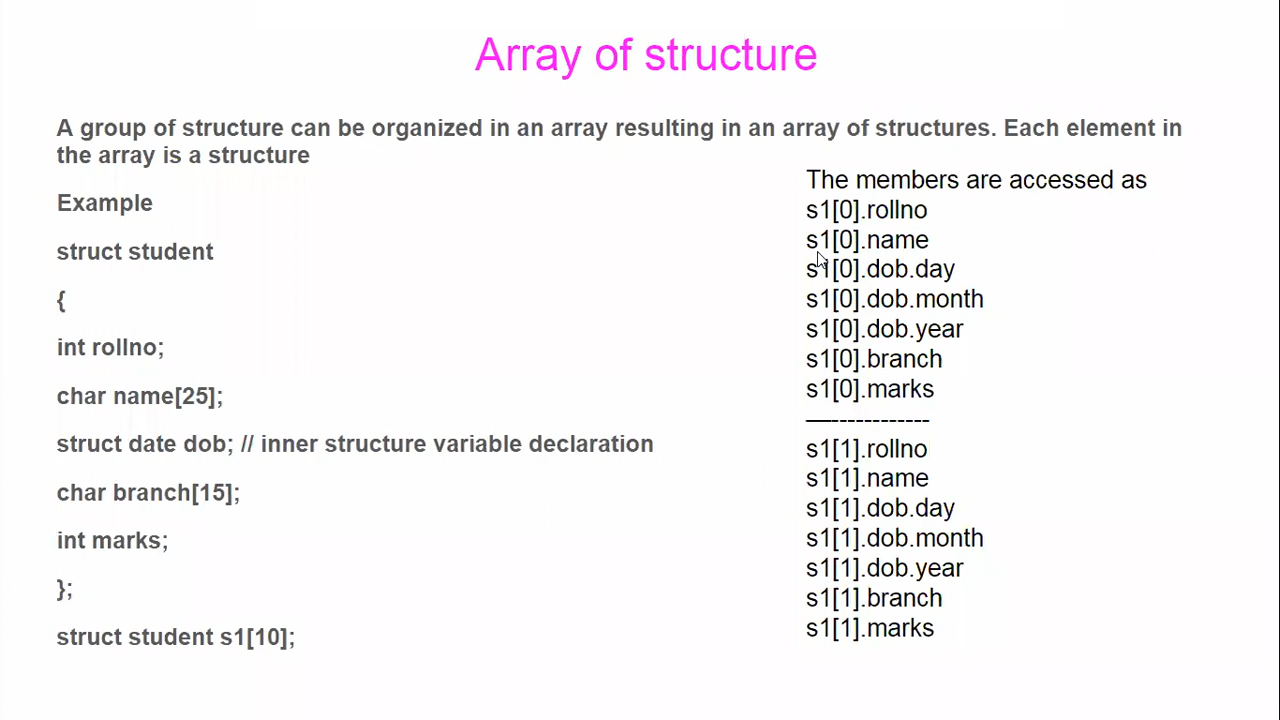 Array of structure
A group of structure can be organized in an array resulting in an array of structures. Each element in
the array is a structure
Example
struct student
{
int rollno;
char name[25];
struct date dob; // inner structure variable declaration
char branch[15];
int marks;
};
struct student s1[10];
The members are accessed as
s1[0].rollno
s1[0].name
s1[0].dob.day
s1[0].dob.month
s1[0].dob.year
s1[0].branch
s1[0].marks
—------------
s1[1].rollno
s1[1].name
s1[1].dob.day
s1[1].dob.month
s1[1].dob.year
s1[1].branch
s1[1].marks